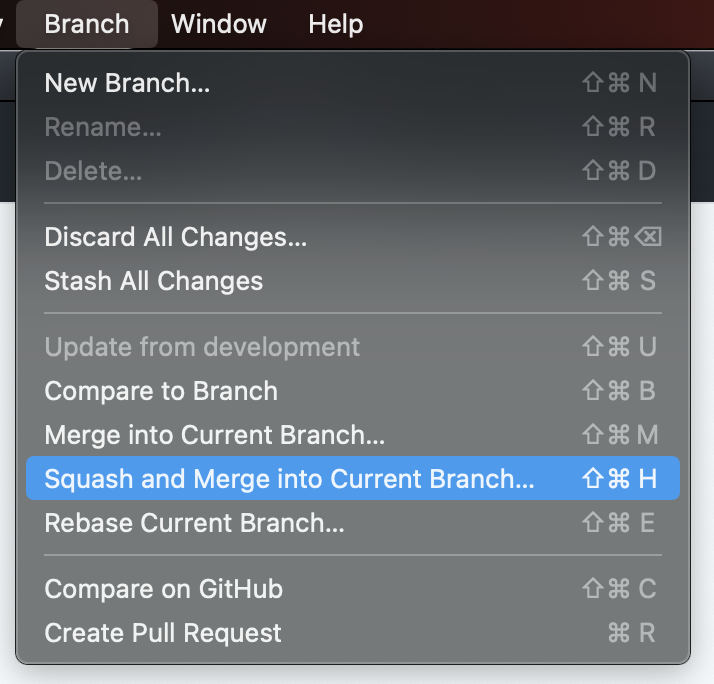 Branch Window Help
New Branch... ⇧⌘ N
Rename... ⇧⌘ R
Delete... ⇧⌘ D
Discard All Changes... ⇧⌘⌫
Stash All Changes ⇧⌘ S
Update from development ⇧⌘ U
Compare to Branch ⇧⌘ B
Merge into Current Branch... ⇧⌘ M
Squash and Merge into Current Branch... ⇧⌘ H
Rebase Current Branch... ⇧⌘ E
Compare on GitHub ⇧⌘ C
Create Pull Request ⌘ R